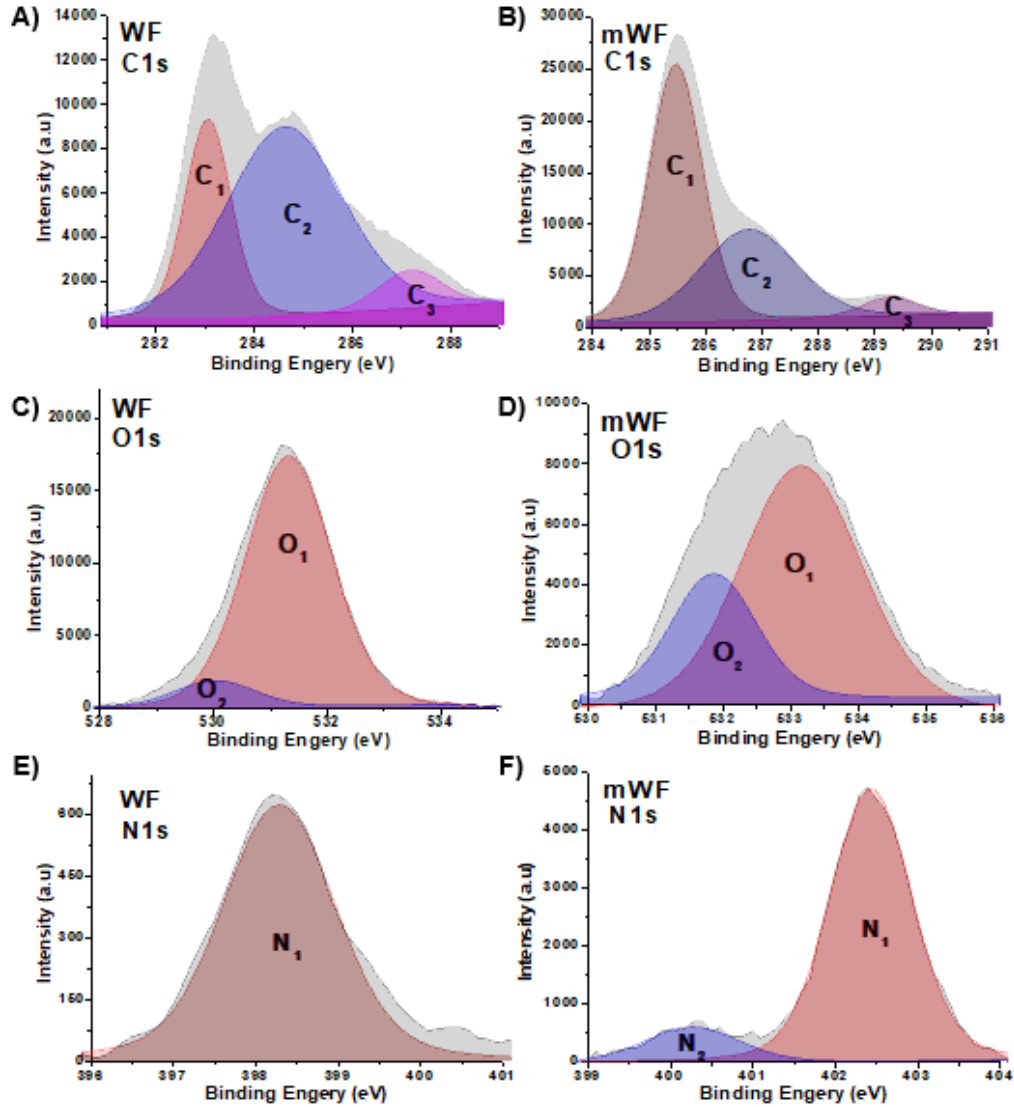 A)
WF
C1s
14000
12000
10000
8000
6000
4000
2000
0
Intensity (a.u)
C1
C2
C3
282 284 286 288
Binding Engery (eV)
B)
mWF
C1s
30000
25000
20000
15000
10000
5000
0
Intensity (a.u)
C1
C2
C3
284 285 286 287 288 289 290 291
Binding Engery (eV)
C)
WF
O1s
20000
15000
10000
5000
0
Intensity (a.u)
O1
O2
528 530 532 534
Binding Engery (eV)
D)
mWF
O1s
10000
8000
6000
4000
2000
0
Intensity (a.u)
O1
O2
530 531 532 533 534 535 536
Binding Engery (eV)
E)
WF
N1s
600
450
300
150
0
Intensity (a.u)
N1
396 397 398 399 400 401
Binding Engery (eV)
F)
mWF
N1s
5000
4000
3000
2000
1000
0
Intensity (a.u)
N1
N2
399 400 401 402 403 404
Binding Engery (eV)